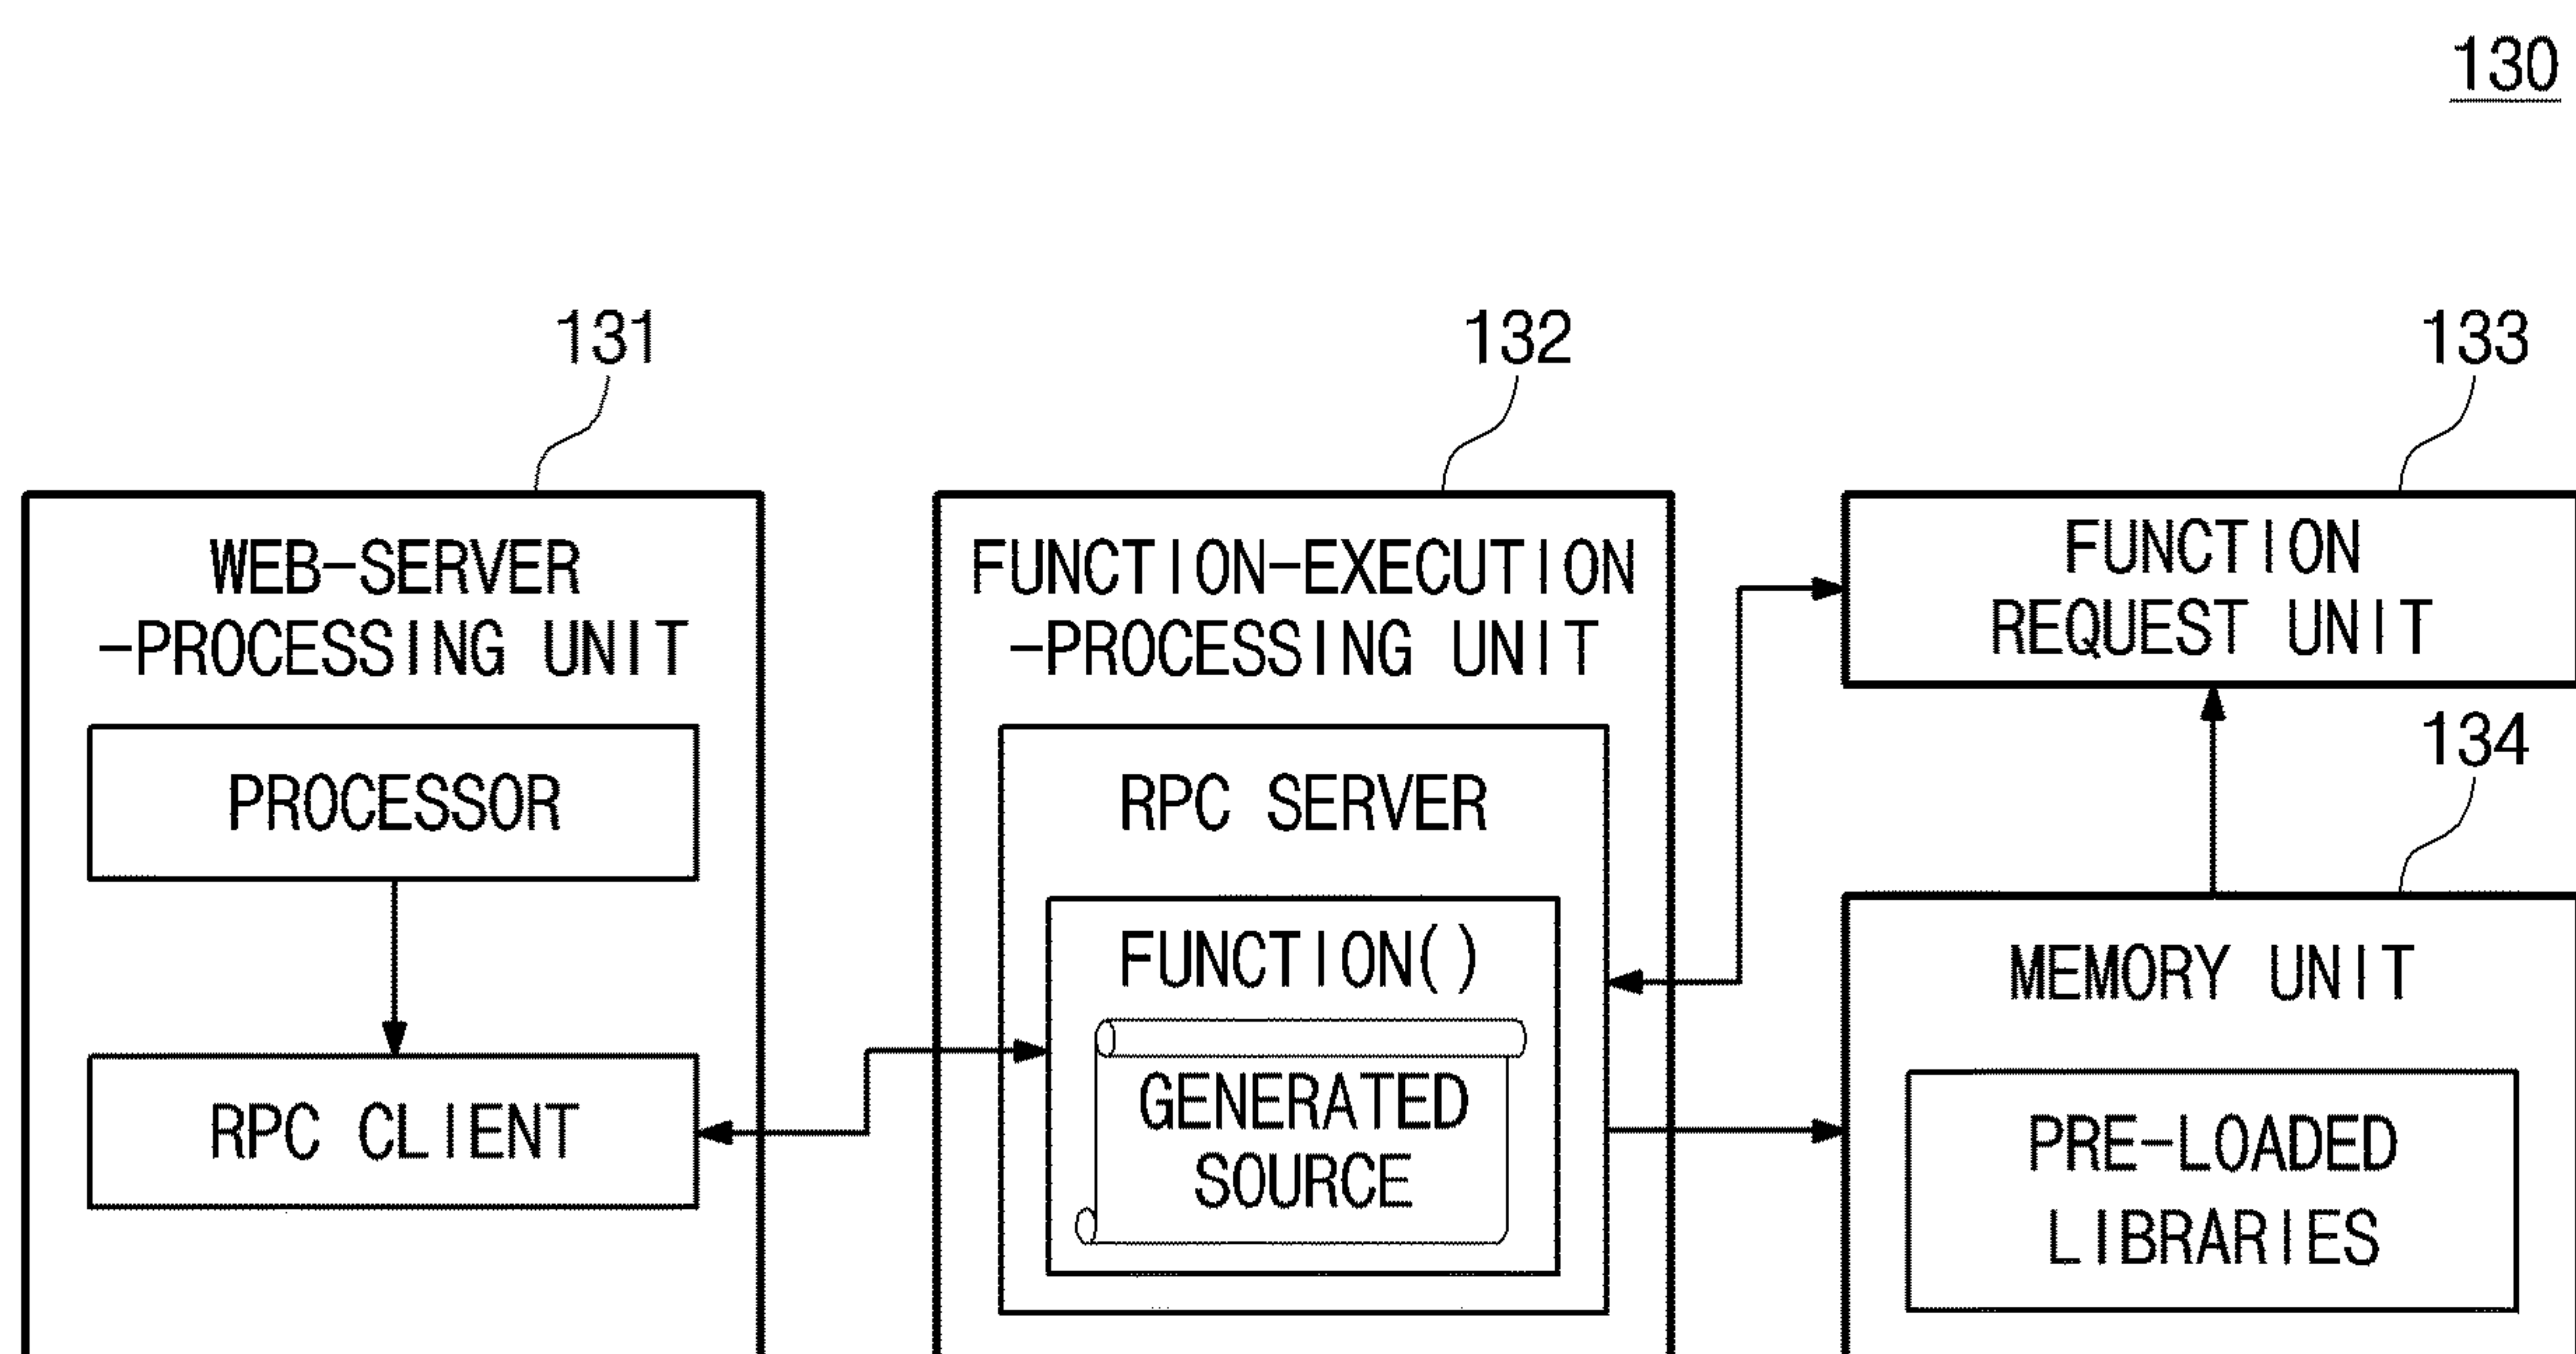 130
131
132
133
WEB-SERVER
-PROCESSING UNIT
PROCESSOR
RPC CLIENT
FUNCTION-EXECUTION
-PROCESSING UNIT
RPC SERVER
FUNCTION()
GENERATED
SOURCE
FUNCTION
REQUEST UNIT
134
MEMORY UNIT
PRE-LOADED
LIBRARIES